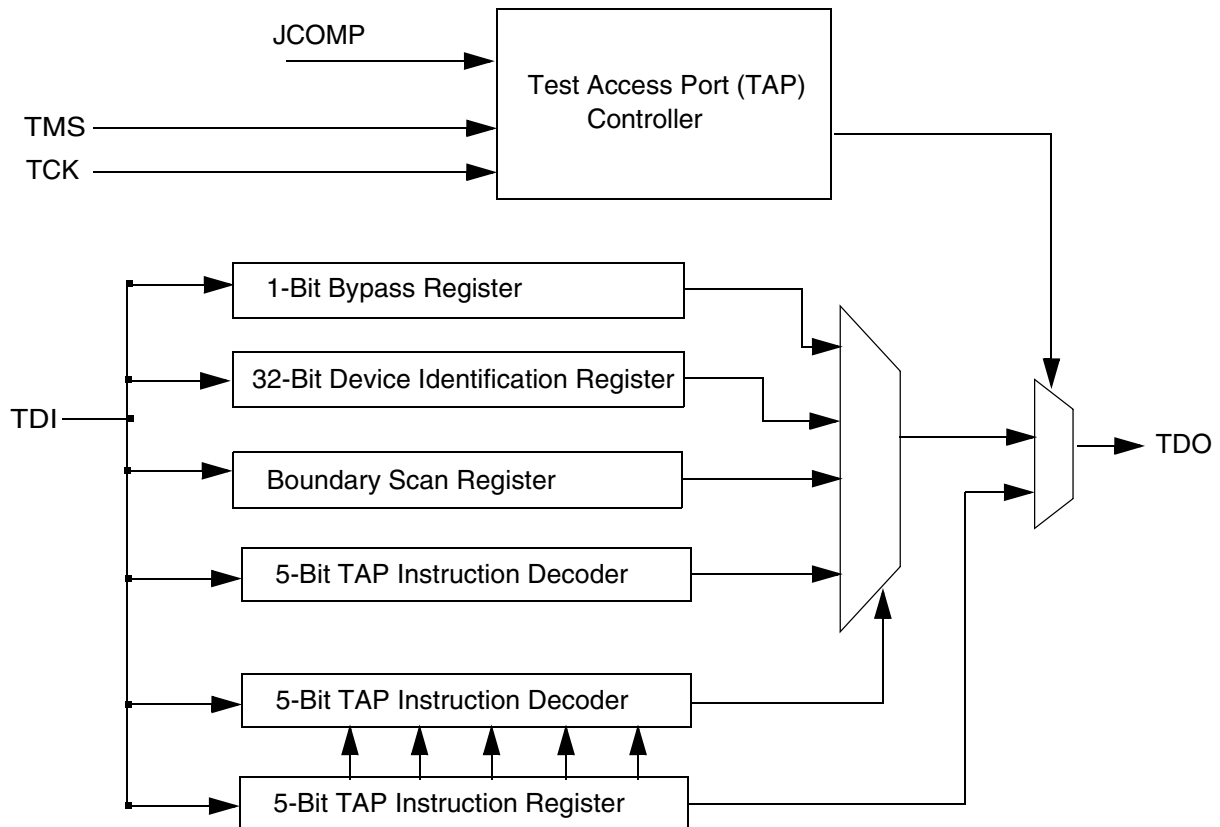 JCOMP
Test Access Port (TAP)
Controller
TMS
TCK
1-Bit Bypass Register
32-Bit Device Identification Register
TDI
TDO
Boundary Scan Register
5-Bit TAP Instruction Decoder
5-Bit TAP Instruction Decoder
5-Bit TAP Instruction Register